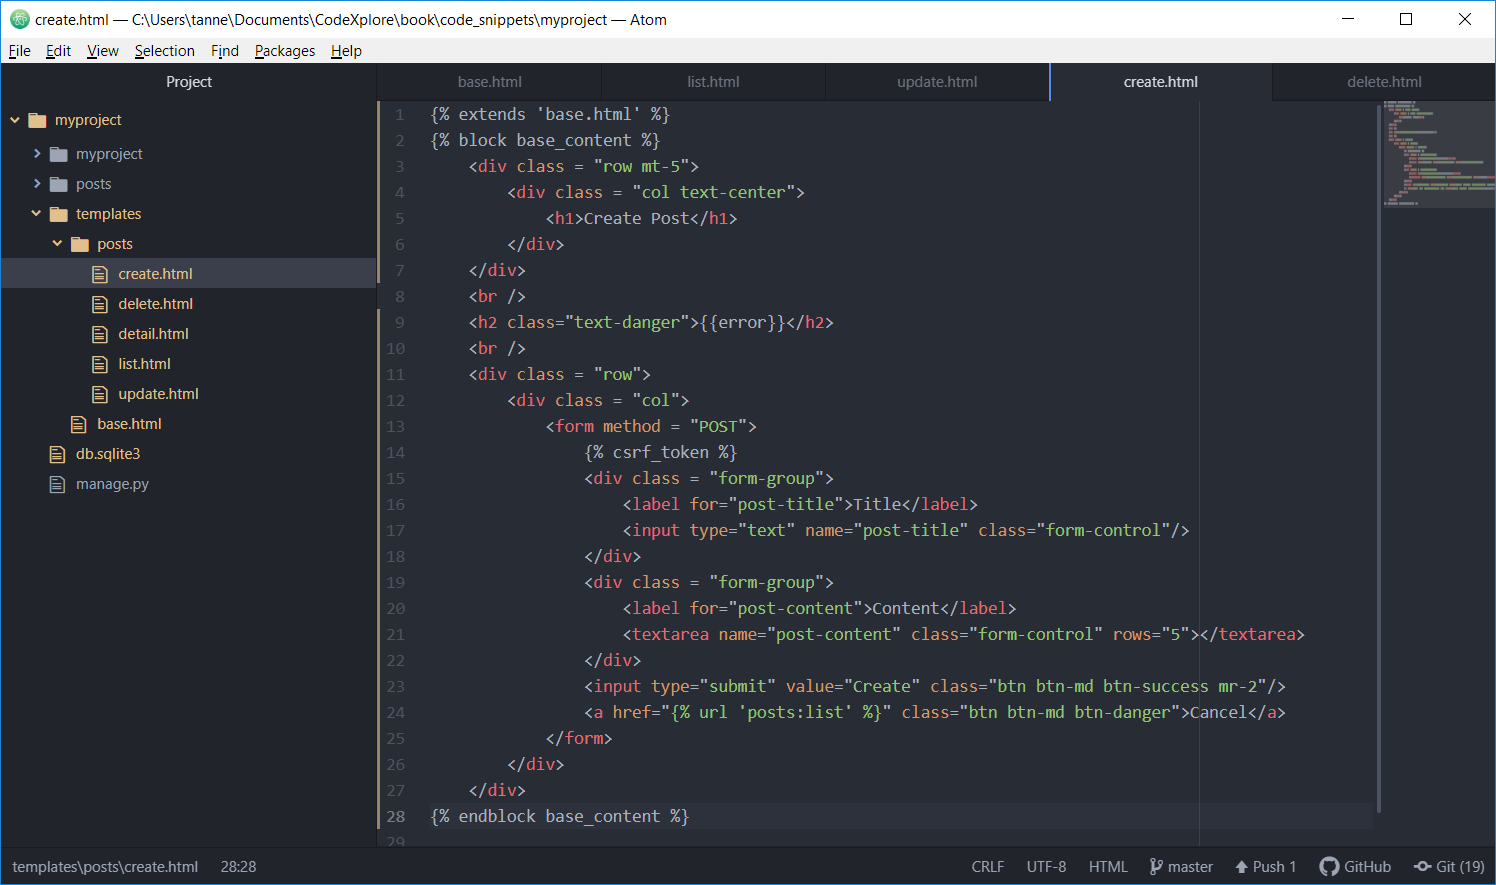 create.html — C:\Users\tanne\Documents\CodeXplore\book\code_snippets\myproject — Atom
File Edit View Selection Find Packages Help
Project
myproject
myproject
posts
templates
posts
create.html
delete.html
detail.html
list.html
update.html
base.html
db.sqlite3
manage.py
base.html list.html update.html create.html delete.html
1 {% extends 'base.html' %}
2 {% block base_content %}
3     <div class = "row mt-5">
4         <div class = "col text-center">
5             <h1>Create Post</h1>
6         </div>
7     </div>
8     <br />
9     <h2 class="text-danger">{{error}}</h2>
10     <br />
11     <div class = "row">
12         <div class = "col">
13             <form method = "POST">
14                 {% csrf_token %}
15                 <div class = "form-group">
16                     <label for="post-title">Title</label>
17                     <input type="text" name="post-title" class="form-control"/>
18                 </div>
19                 <div class = "form-group">
20                     <label for="post-content">Content</label>
21                     <textarea name="post-content" class="form-control" rows="5"></textarea>
22                 </div>
23                 <input type="submit" value="Create" class="btn btn-md btn-success mr-2"/>
24                 <a href="{% url 'posts:list' %}" class="btn btn-md btn-danger">Cancel</a>
25             </form>
26         </div>
27     </div>
28 {% endblock base_content %}
29
templates\posts\create.html 28:28 CRLF UTF-8 HTML master Push 1 GitHub Git (19)